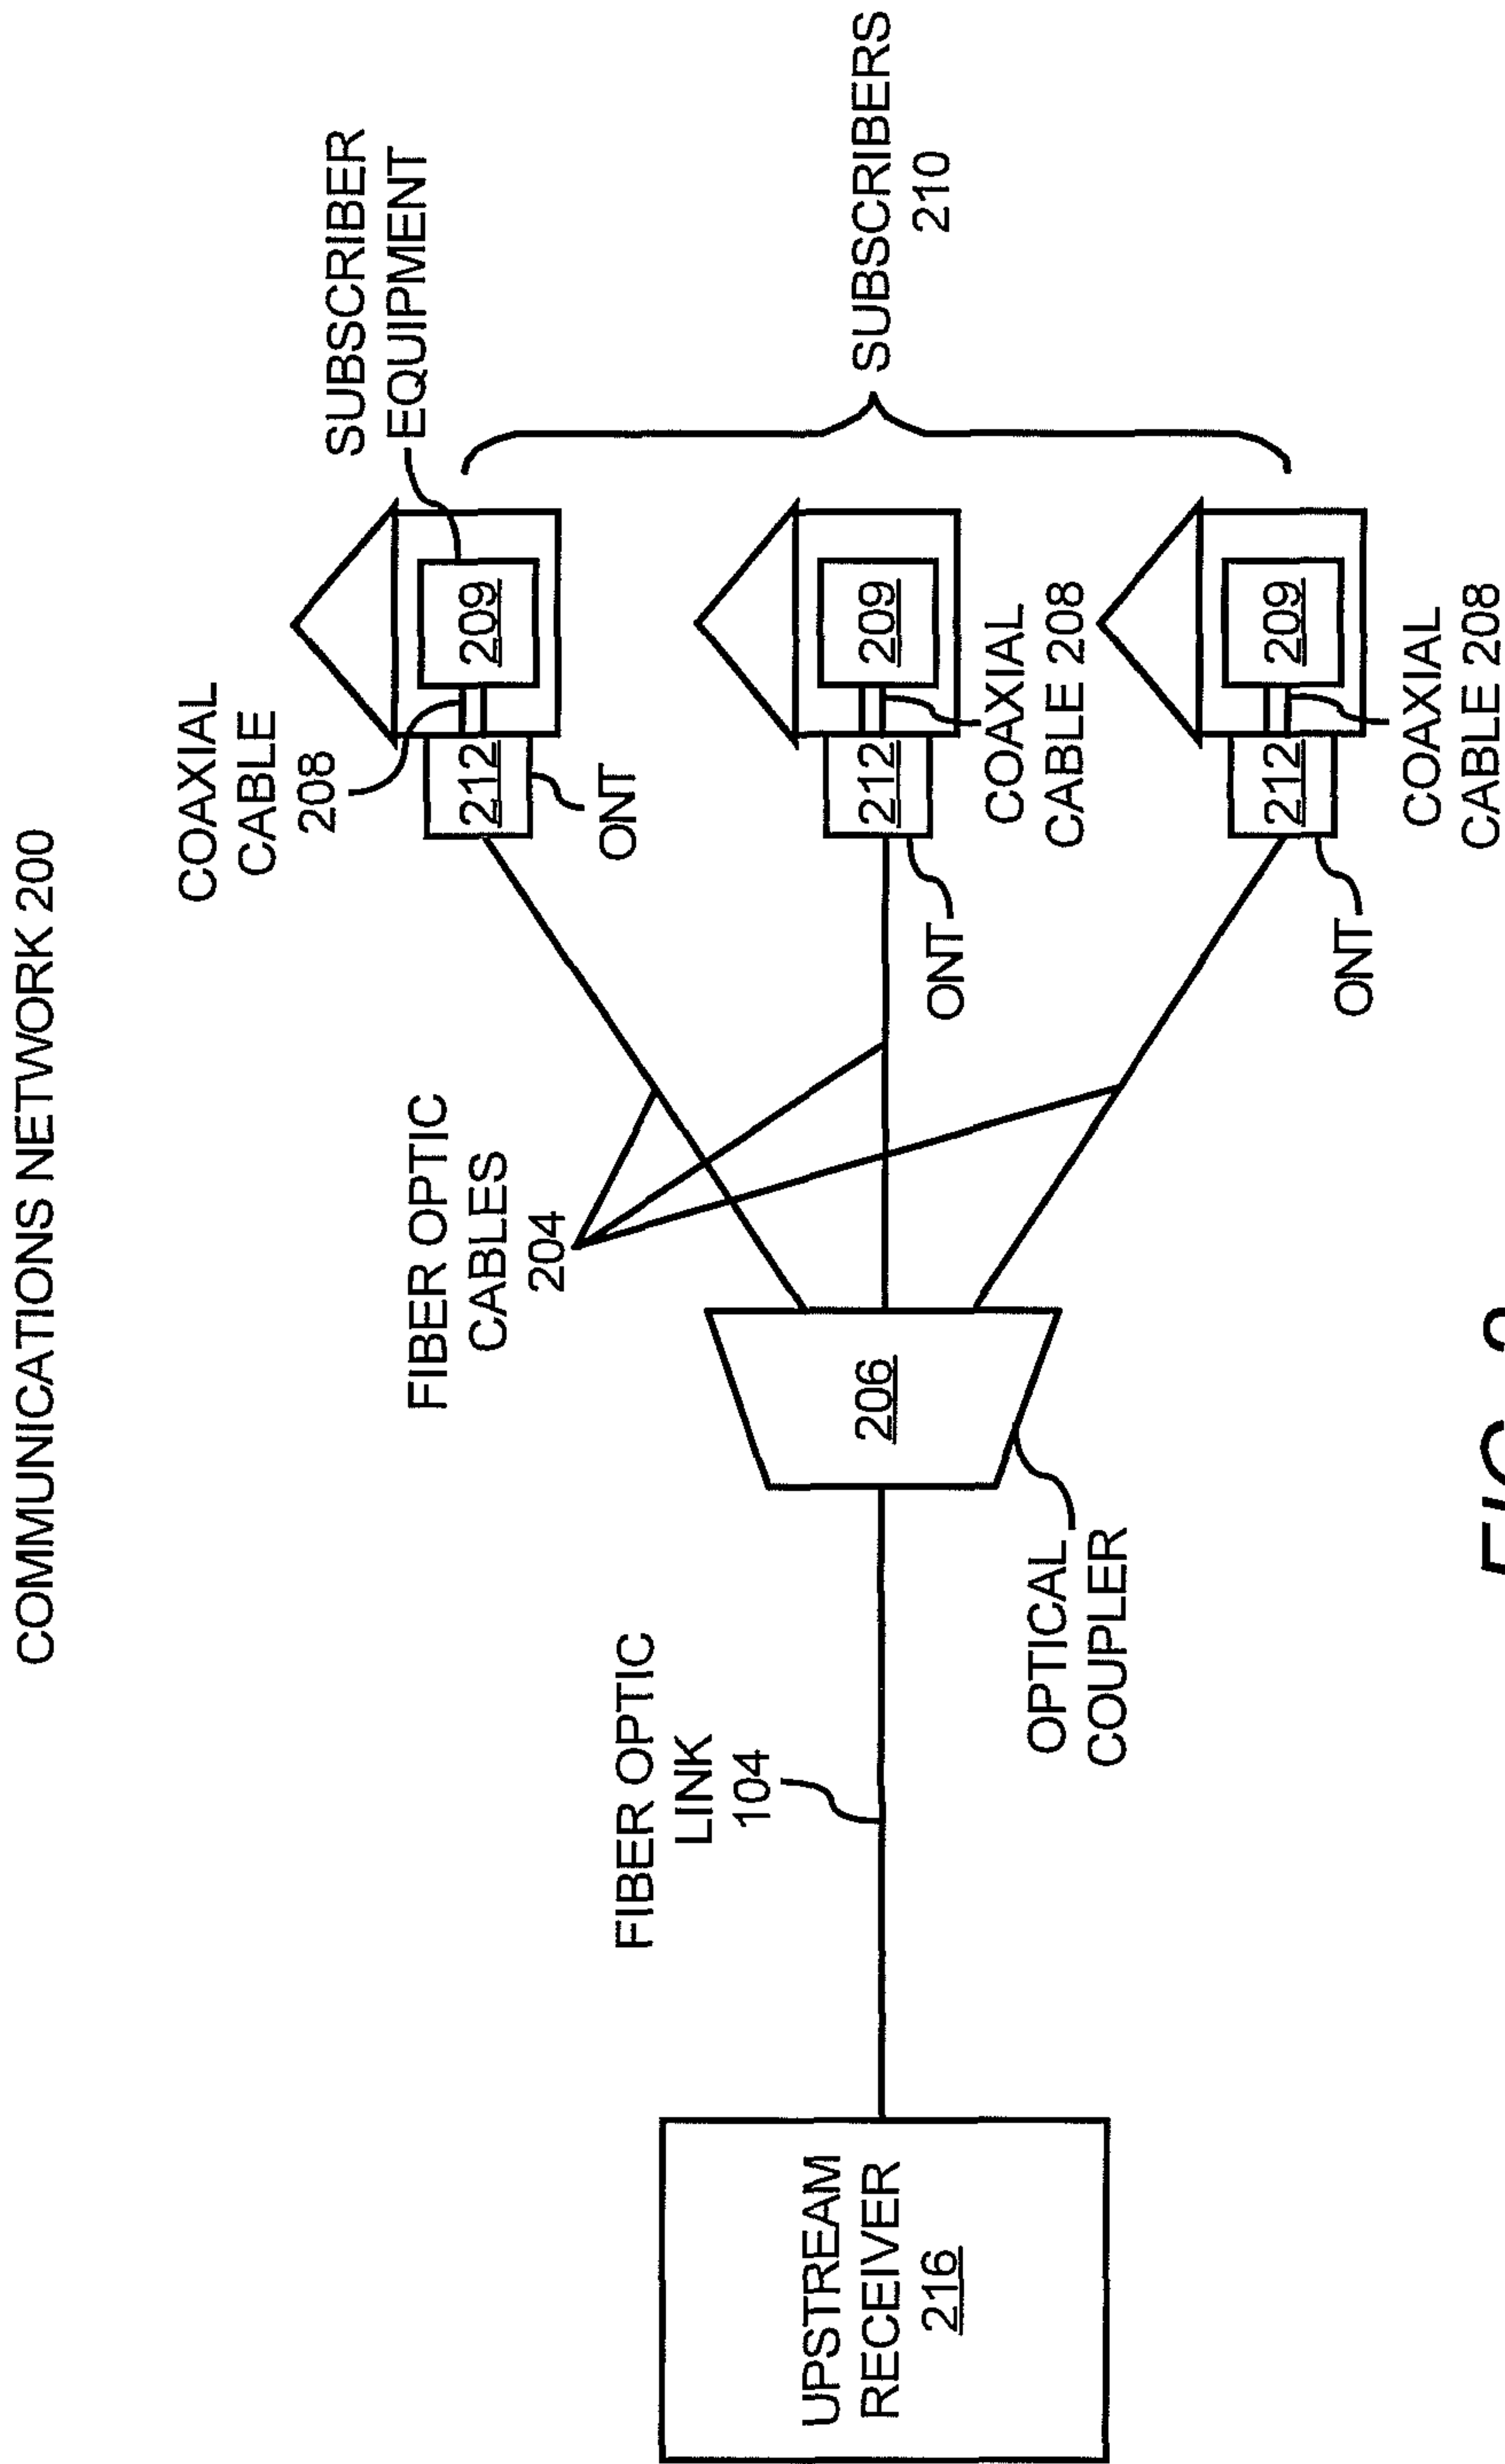 COMMUNICATIONS NETWORK 200
COAXIAL
CABLE
208
SUBSCRIBER
EQUIPMENT
209
212
ONT
FIBER OPTIC
CABLES
204
FIBER OPTIC
LINK
104
UPSTREAM
RECEIVER
216
206
OPTICAL
COUPLER
209
212
ONT
COAXIAL
CABLE 208
SUBSCRIBERS
210
209
212
ONT
COAXIAL
CABLE 208